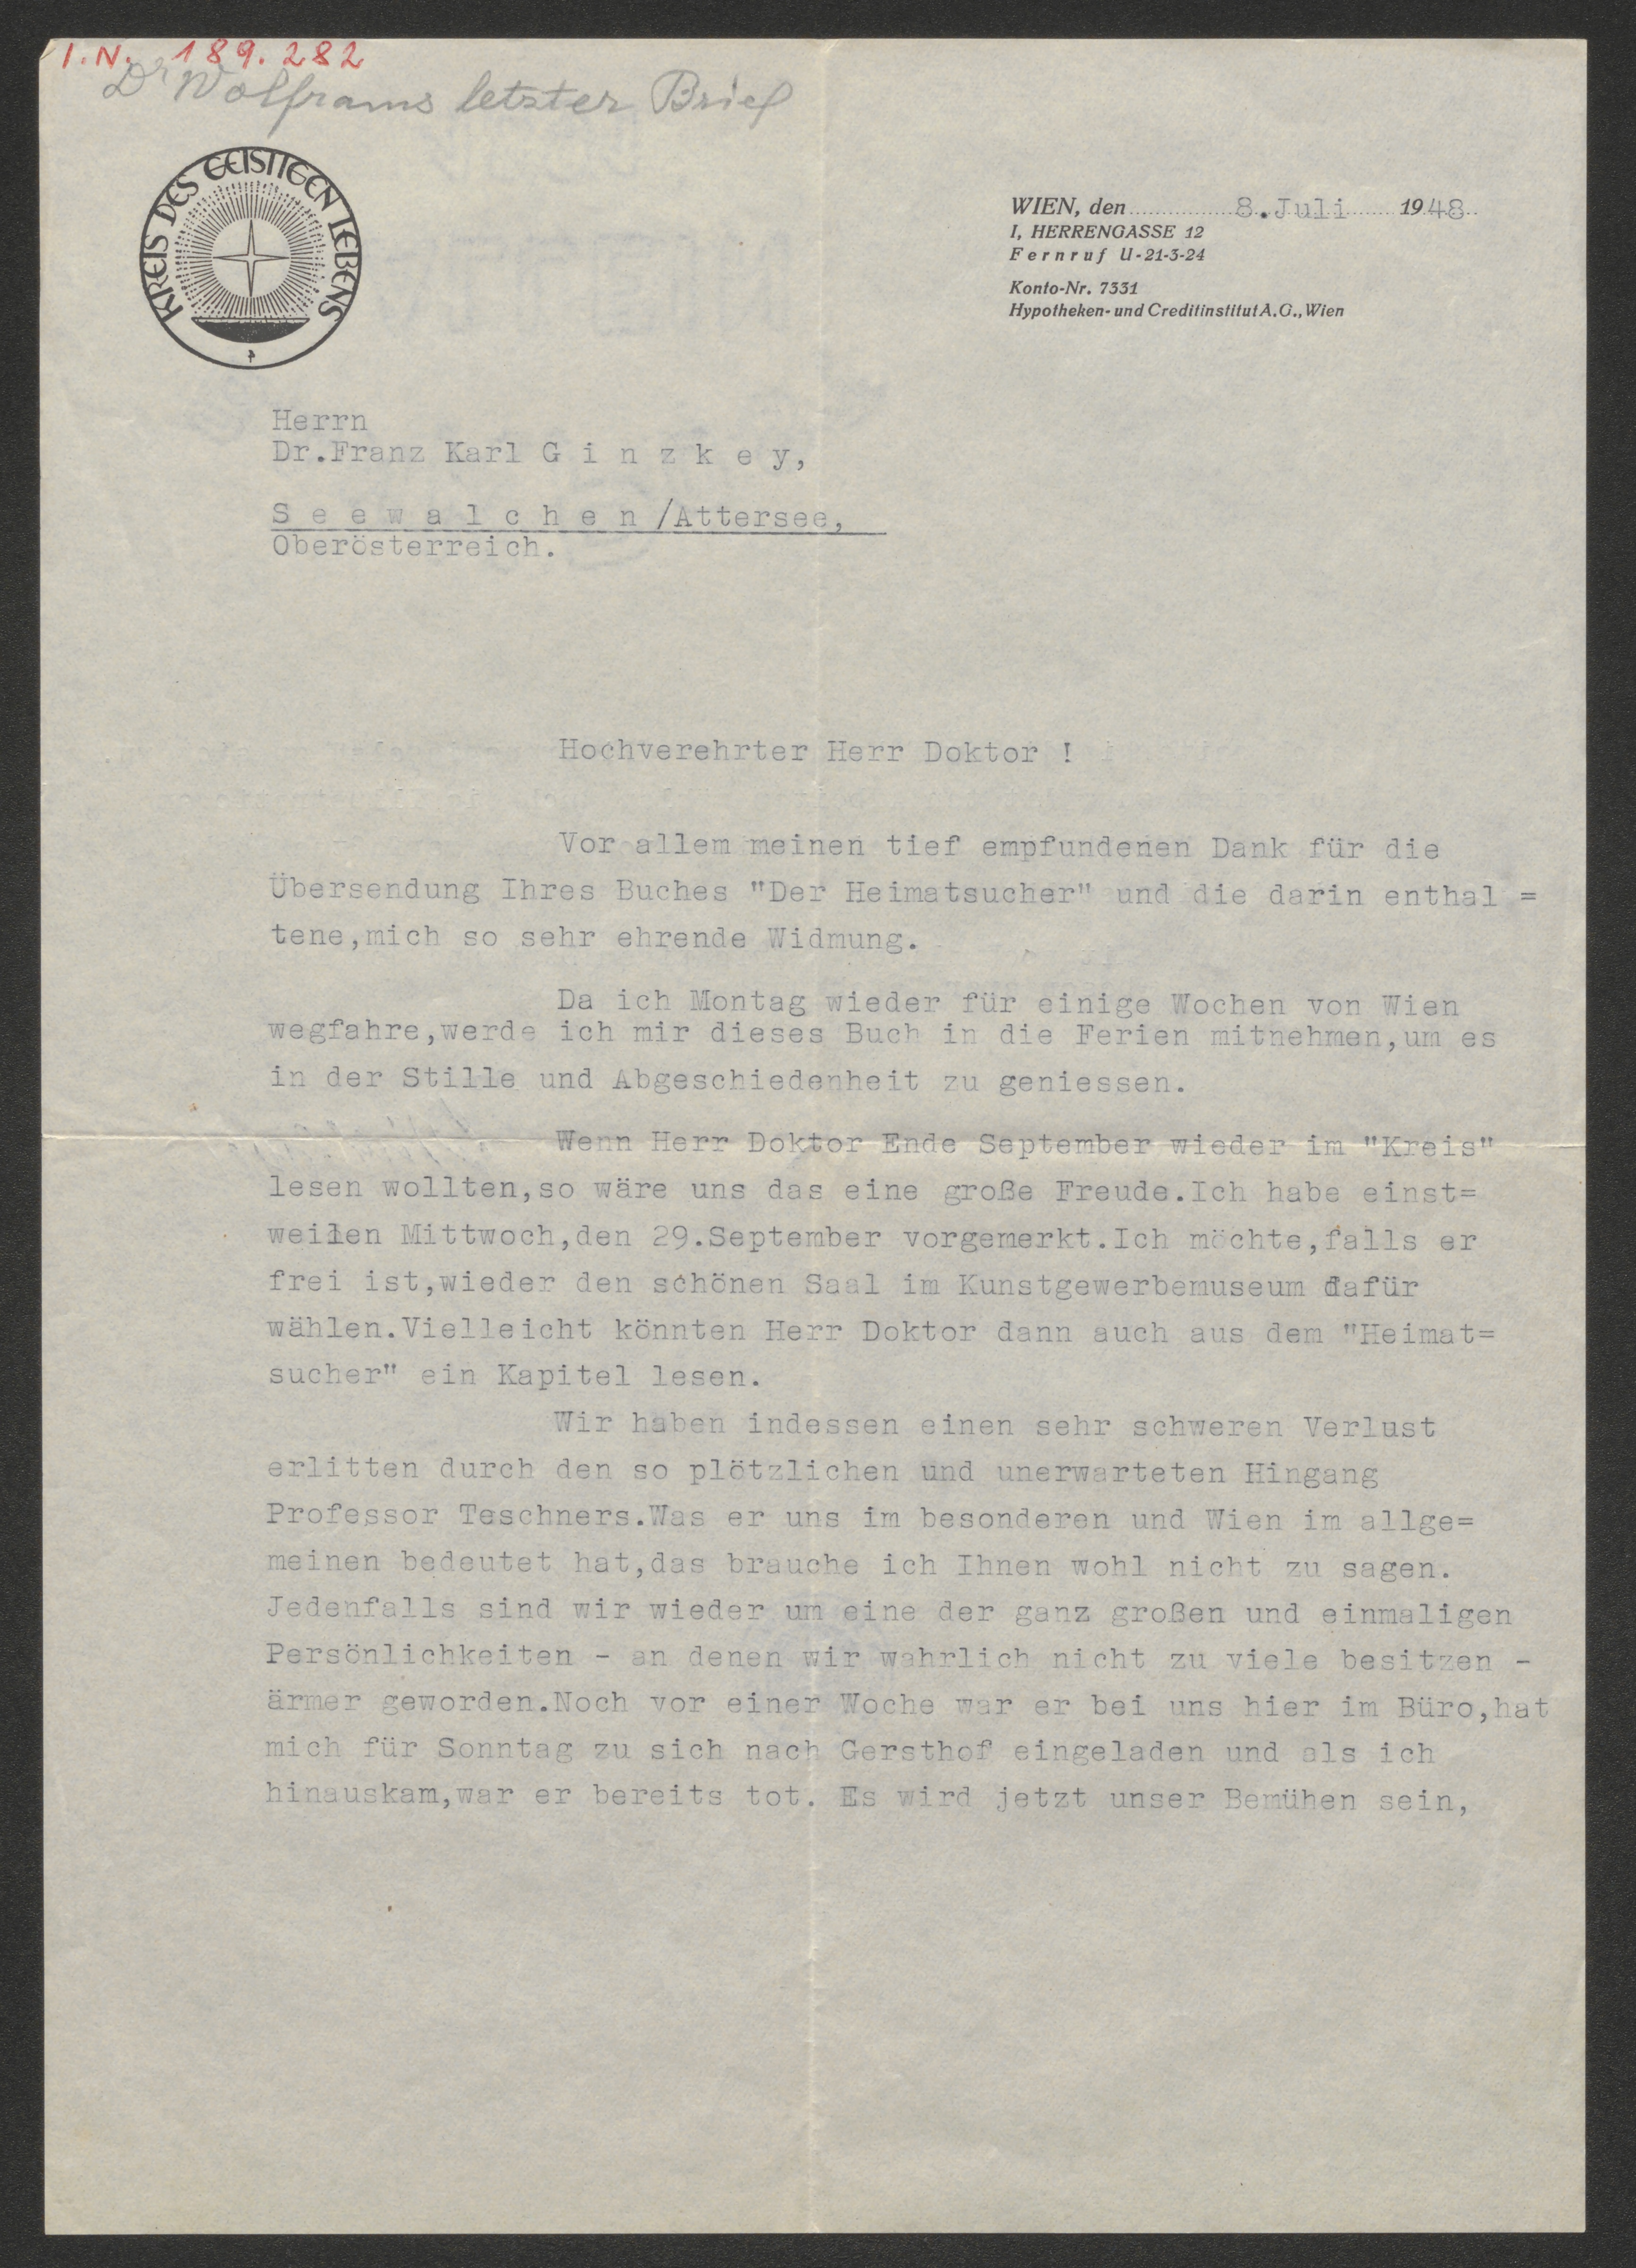 I.N. 189.282
Dr Wolframs letzter Brief
KREIS DES GEISTIGEN LEBENS
WIEN, den 8.Juli 1948
I, HERRENGASSE 12
Fernruf U-21-3-24
Konto-Nr. 7331
Hypotheken- und Creditinstitut A.G., Wien
Herrn
Dr.Franz Karl G i n z k e y,
S e e w a l c h e n /Attersee,
Oberösterreich.
Hochverehrter Herr Doktor !
Vor allem meinen tief empfundenen Dank für die
Übersendung Ihres Buches "Der Heimatsucher" und die darin enthal =
tene,mich so sehr ehrende Widmung.
Da ich Montag wieder für einige Wochen von Wien
wegfahre,werde ich mir dieses Buch in die Ferien mitnehmen,um es
in der Stille und Abgeschiedenheit zu geniessen.
Wenn Herr Doktor Ende September wieder im "Kreis"
lesen wollten,so wäre uns das eine große Freude.Ich habe einst=
weilen Mittwoch,den 29.September vorgemerkt.Ich möchte,falls er
frei ist,wieder den schönen Saal im Kunstgewerbemuseum dafür
wählen.Vielleicht könnten Herr Doktor dann auch aus dem "Heimat=
sucher" ein Kapitel lesen.
Wir haben indessen einen sehr schweren Verlust
erlitten durch den so plötzlichen und unerwarteten Hingang
Professor Teschners.Was er uns im besonderen und Wien im allge=
meinen bedeutet hat,das brauche ich Ihnen wohl nicht zu sagen.
Jedenfalls sind wir wieder um eine der ganz großen und einmaligen
Persönlichkeiten - an denen wir wahrlich nicht zu viele besitzen -
ärmer geworden.Noch vor einer Woche war er bei uns hier im Büro,hat
mich für Sonntag zu sich nach Gersthof eingeladen und als ich
hinauskam,war er bereits tot. Es wird jetzt unser Bemühen sein,